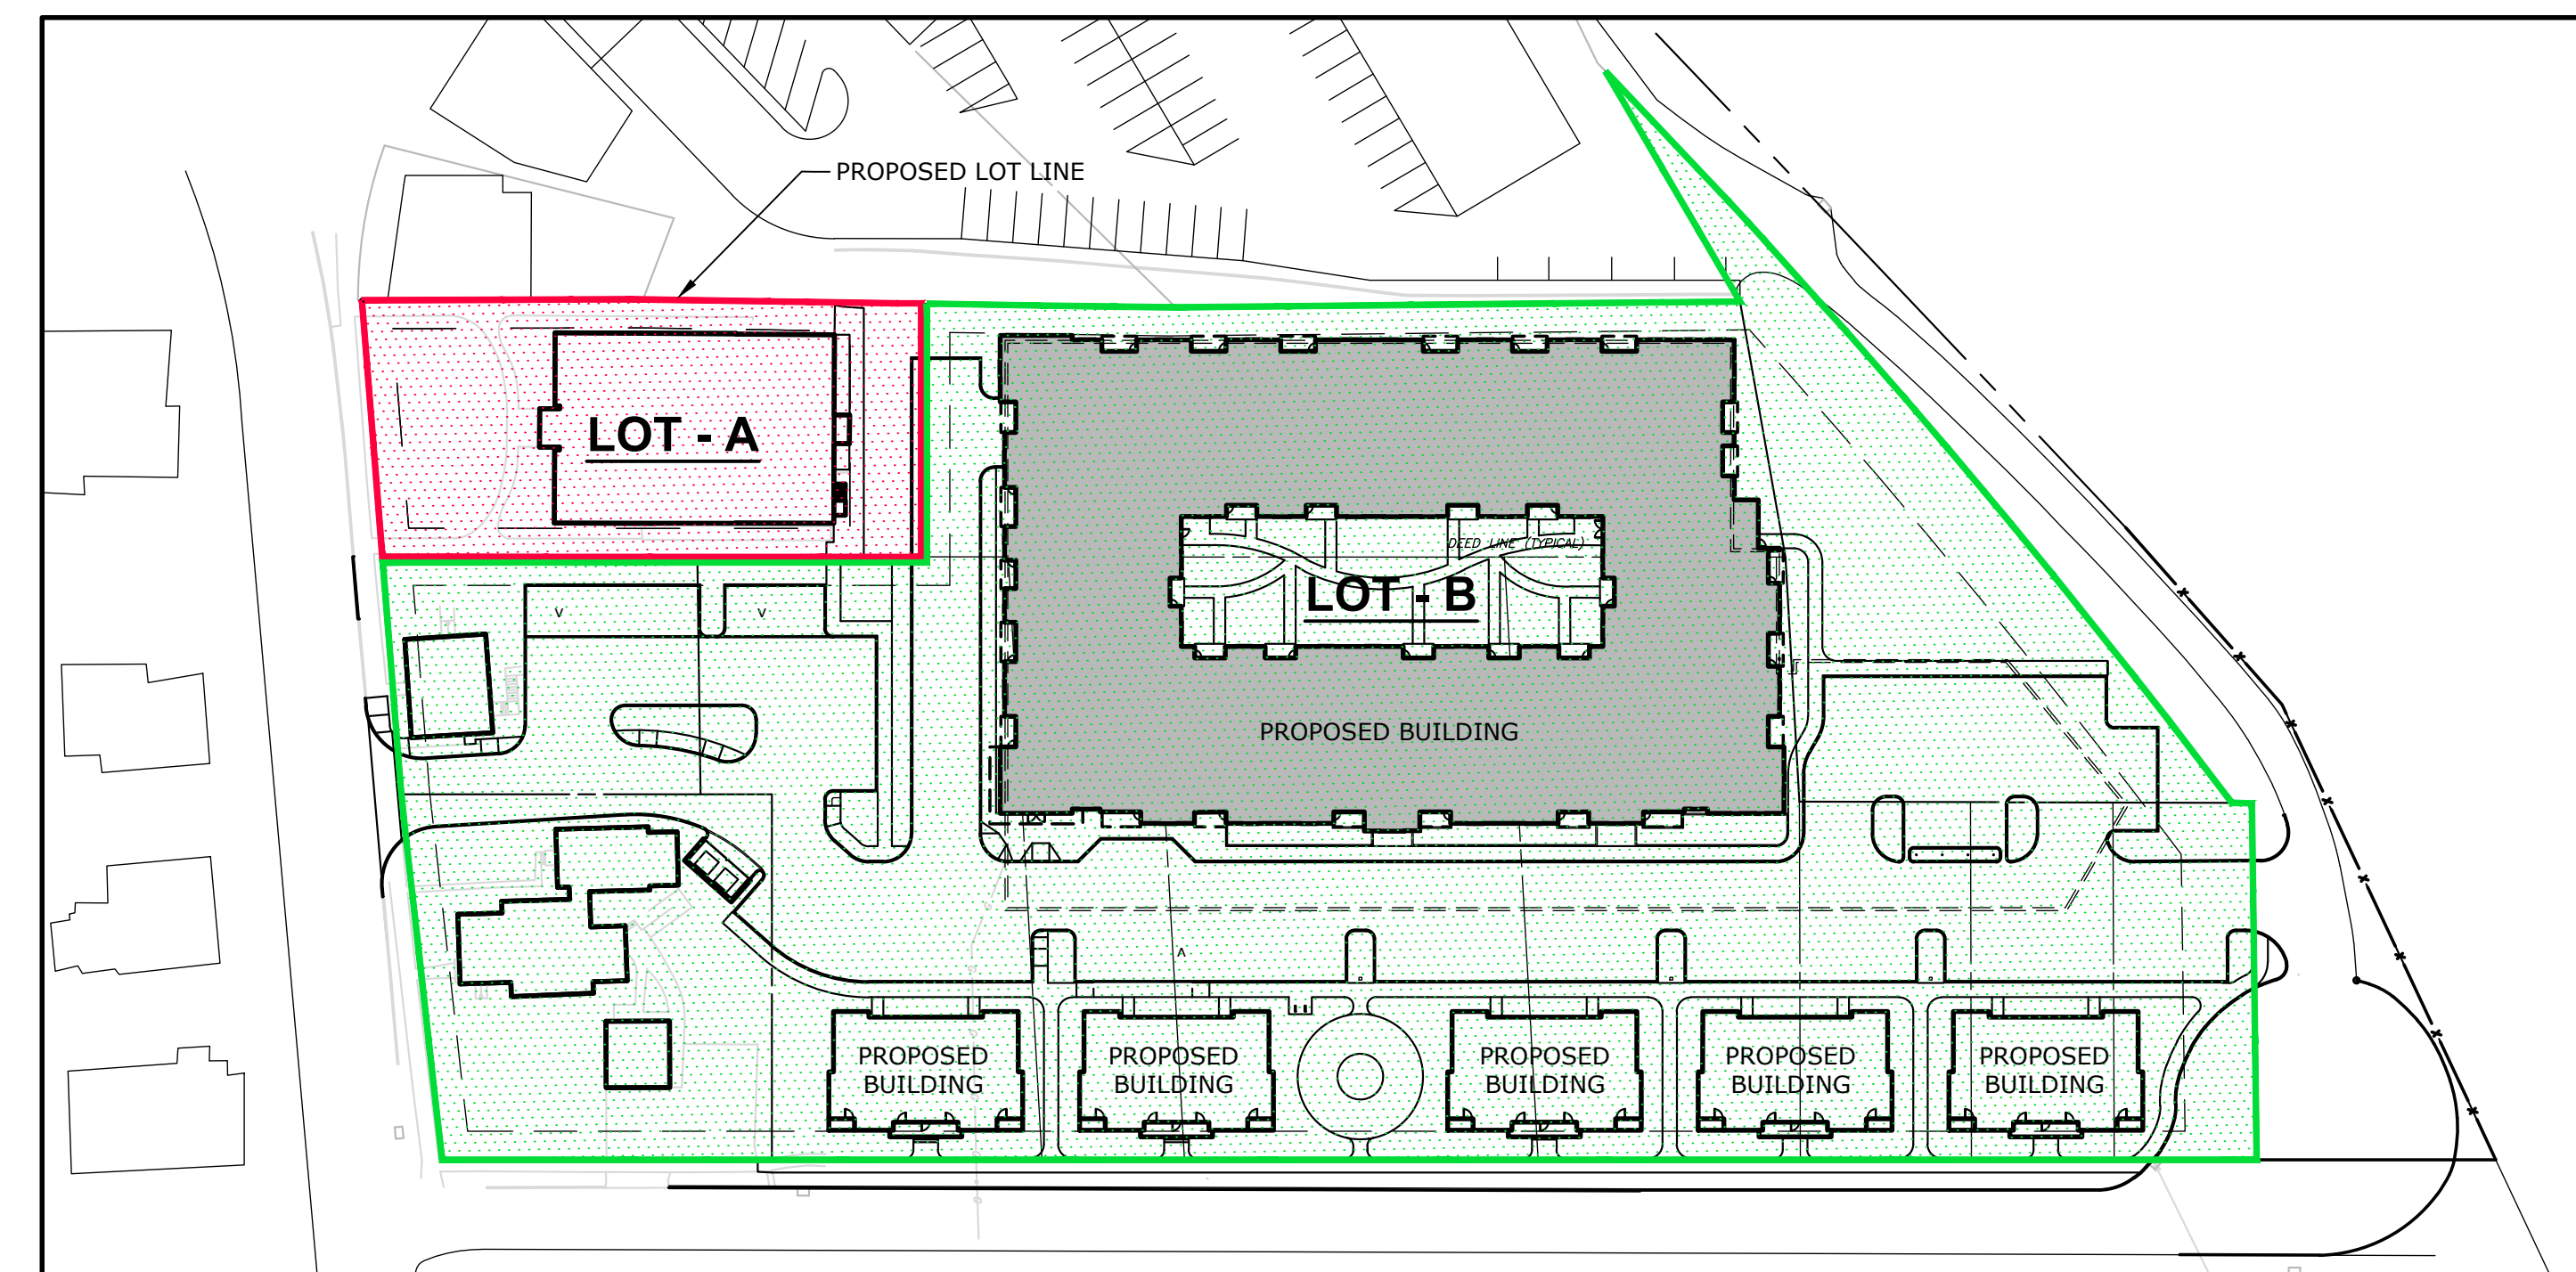 PROPOSED LOT LINE
LOT - A
DEED LINE (TYPICAL)
LOT - B
PROPOSED BUILDING
PROPOSED
BUILDING
PROPOSED
BUILDING
PROPOSED
BUILDING
PROPOSED
BUILDING
PROPOSED
BUILDING